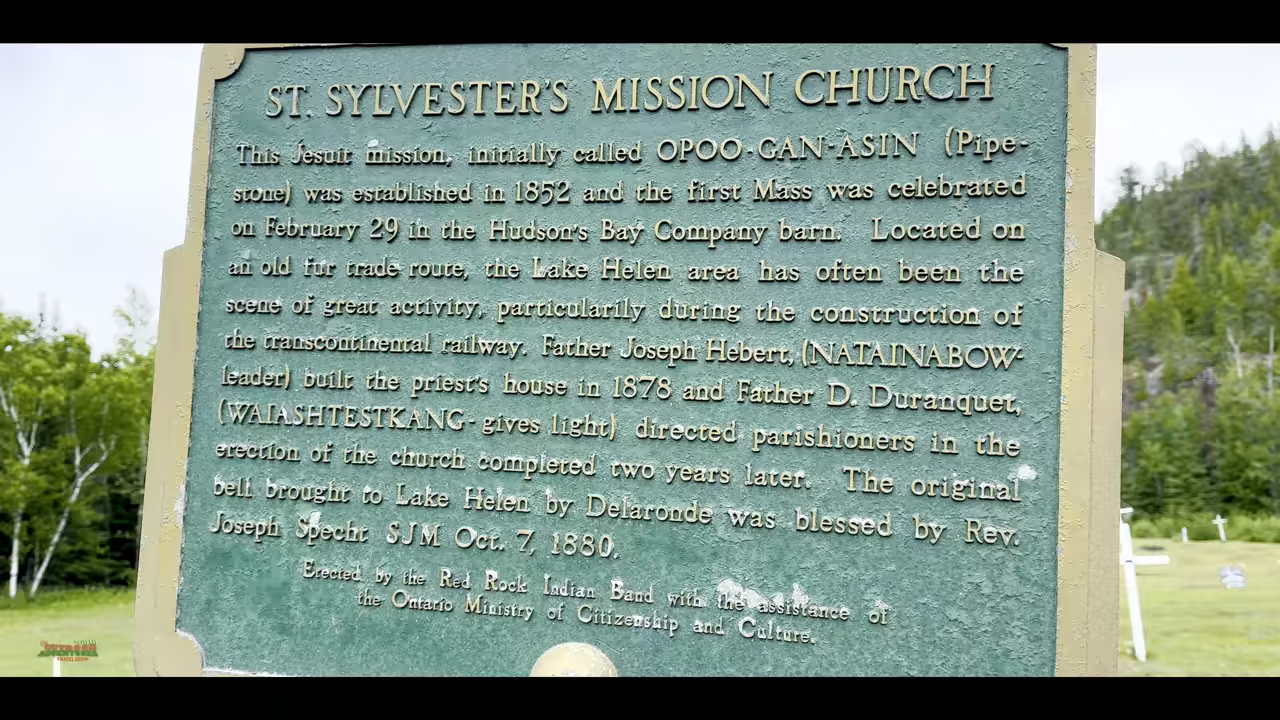 ST. SYLVESTER'S MISSION CHURCH
This Jesuit mission, initially called OPOO-GAN-ASIN (Pipe-
stone) was established in 1852 and the first Mass was celebrated
on February 29 in the Hudson's Bay Company barn. Located on
an old fur trade route, the Lake Helen area has often been the
scene of great activity, particularily during the construction of
the transcontinental railway. Father Joseph Hebert, (NATAINABOW-
leader) built the priest's house in 1878 and Father D. Duranquet,
(WAIASHTESTKANG- gives light) directed parishioners in the
erection of the church completed two years later. The original
bell brought to Lake Helen by Delaronde was blessed by Rev.
Joseph Specht SJM Oct. 7, 1880.
Erected by the Red Rock Indian Band with the assistance of
the Ontario Ministry of Citizenship and Culture.
OUTDOOR
ADVENTURES
TRAVEL SHOW